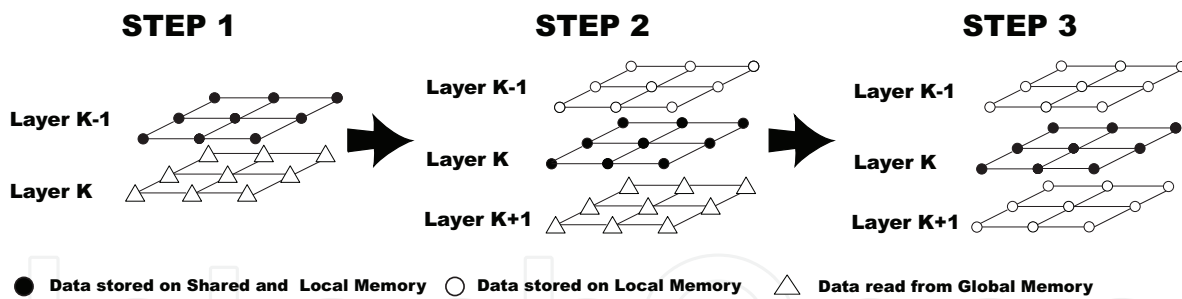 STEP 1
Layer K-1
Layer K
STEP 2
Layer K-1
Layer K
Layer K+1
STEP 3
Layer K-1
Layer K
Layer K+1
Data stored on Shared and Local Memory
Data stored on Local Memory
Data read from Global Memory